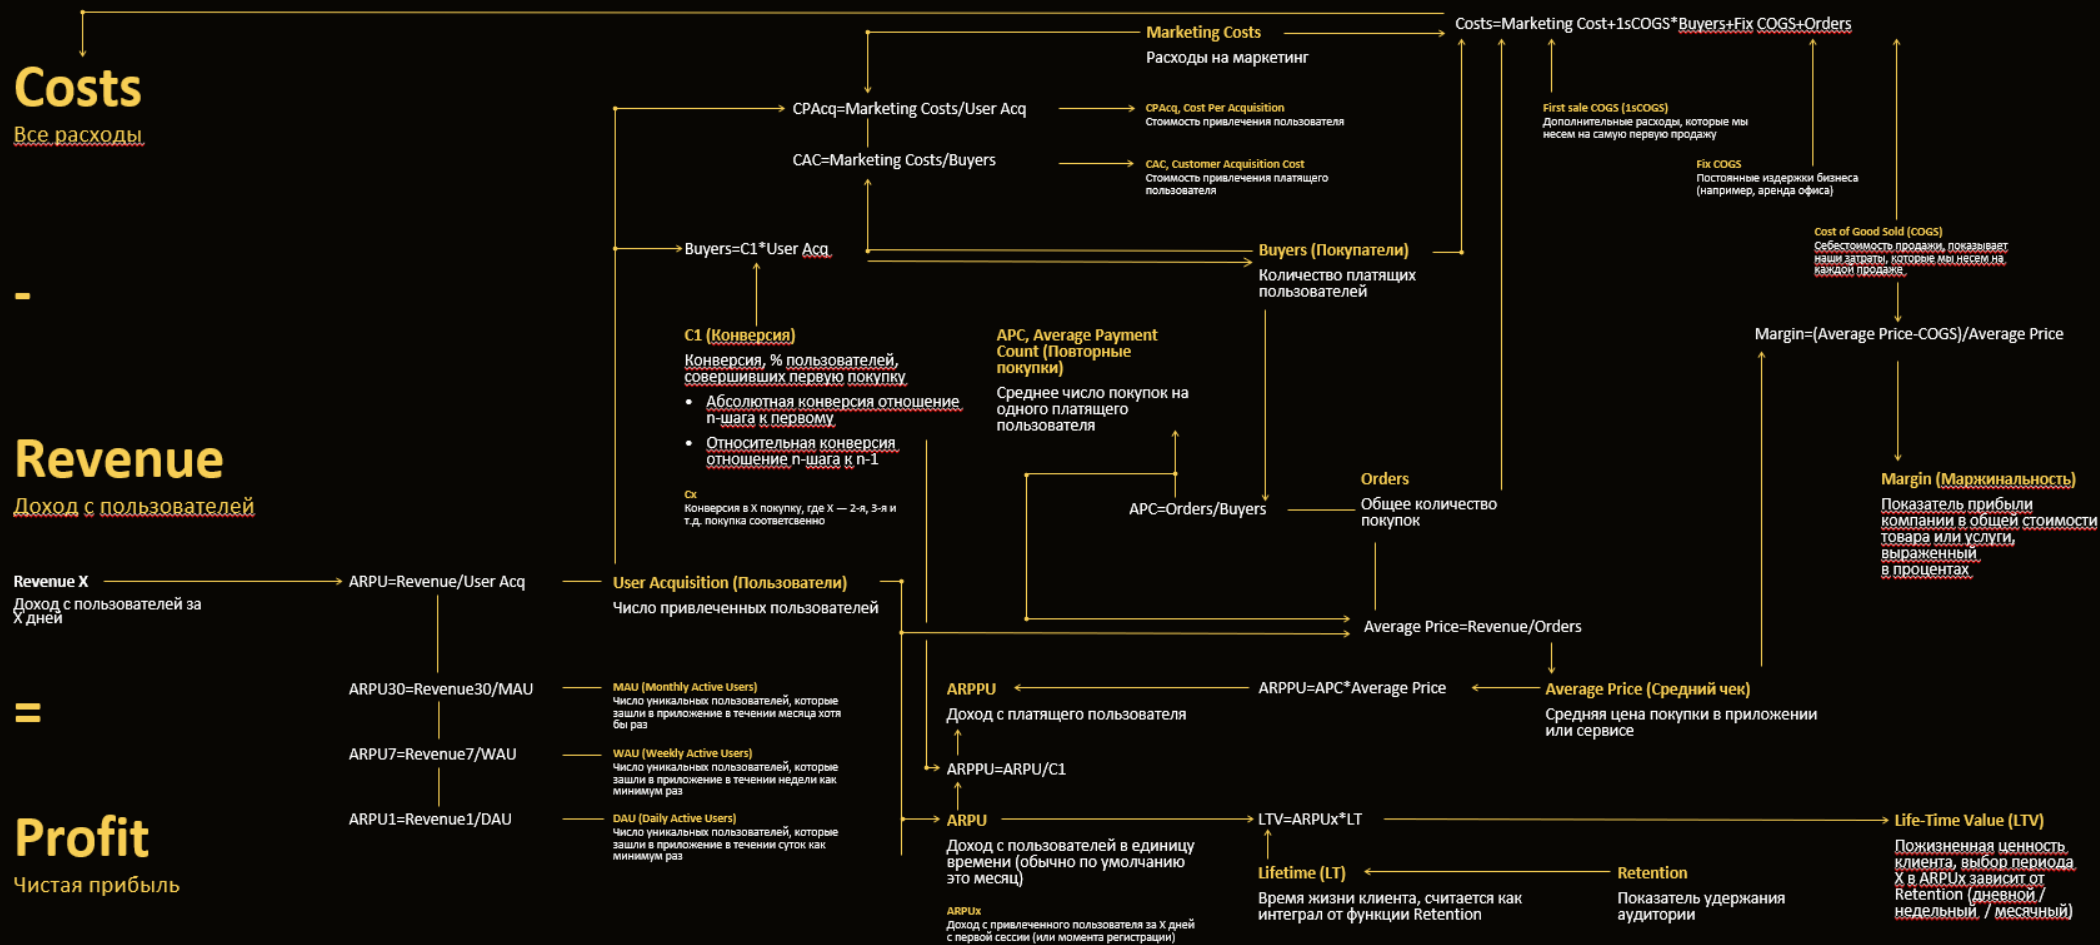 Costs=Marketing Cost+1sCOGS*Buyers+Fix COGS+Orders
Marketing Costs
Расходы на маркетинг
Costs
Все расходы
CPAcq=Marketing Costs/User Acq
CPAcq, Cost Per Acquisition
Стоимость привлечения пользователя
First sale COGS (1sCOGS)
Дополнительные расходы, которые мы
несем на самую первую продажу
CAC=Marketing Costs/Buyers
CAC, Customer Acquisition Cost
Стоимость привлечения платящего
пользователя
Fix COGS
Постоянные издержки бизнеса
(например, аренда офиса)
Cost of Good Sold (COGS)
Себестоимость продажи, показывает
наши затраты, которые мы несем на
каждой продаже
Buyers=C1*User Acq
Buyers (Покупатели)
Количество платящих
пользователей
-
C1 (Конверсия)
Конверсия, % пользователей,
совершивших первую покупку
• Абсолютная конверсия отношение
n-шага к первому
• Относительная конверсия
отношение n-шага к n-1
Cx
Конверсия в X покупку, где X — 2-я, 3-я и
т.д. покупка соответсвенно
APC, Average Payment
Count (Повторные
покупки)
Среднее число покупок на
одного платящего
пользователя
Margin=(Average Price-COGS)/Average Price
Revenue
Доход с пользователей
APC=Orders/Buyers
Orders
Общее количество
покупок
Margin (Маржинальность)
Показатель прибыли
компании в общей стоимости
товара или услуги,
выраженный
в процентах
Revenue X
Доход с пользователей за
X дней
ARPU=Revenue/User Acq
User Acquisition (Пользователи)
Число привлеченных пользователей
Average Price=Revenue/Orders
ARPU30=Revenue30/MAU
MAU (Monthly Active Users)
Число уникальных пользователей, которые
зашли в приложение в течении месяца хотя
бы раз
ARPPU
Доход с платящего пользователя
ARPPU=APC*Average Price
Average Price (Средний чек)
Средняя цена покупки в приложении
или сервисе
=
ARPU7=Revenue7/WAU
WAU (Weekly Active Users)
Число уникальных пользователей, которые
зашли в приложение в течении недели как
минимум раз
ARPPU=ARPU/C1
Profit
Чистая прибыль
ARPU1=Revenue1/DAU
DAU (Daily Active Users)
Число уникальных пользователей, которые
зашли в приложение в течении суток как
минимум раз
ARPU
Доход с пользователей в единицу
времени (обычно по умолчанию
это месяц)
ARPUx
Доход с привлеченного пользователя за X дней
с первой сессии (или момента регистрации)
LTV=ARPUx*LT
Lifetime (LT)
Время жизни клиента, считается как
интеграл от функции Retention
Retention
Показатель удержания
аудитории
Life-Time Value (LTV)
Пожизненная ценность
клиента, выбор периода
X в ARPUx зависит от
Retention (дневной /
недельный / месячный)